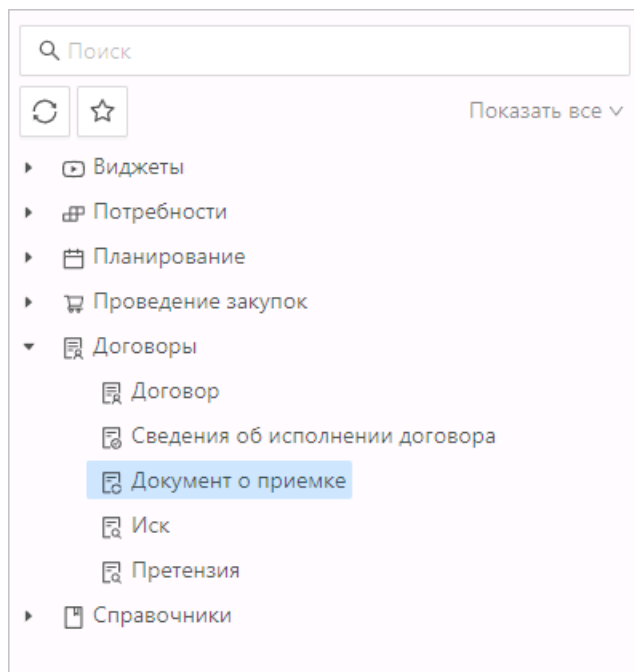 Поиск
Показать все
Виджеты
Потребности
Планирование
Проведение закупок
Договоры
Договор
Сведения об исполнении договора
Документ о приемке
Иск
Претензия
Справочники